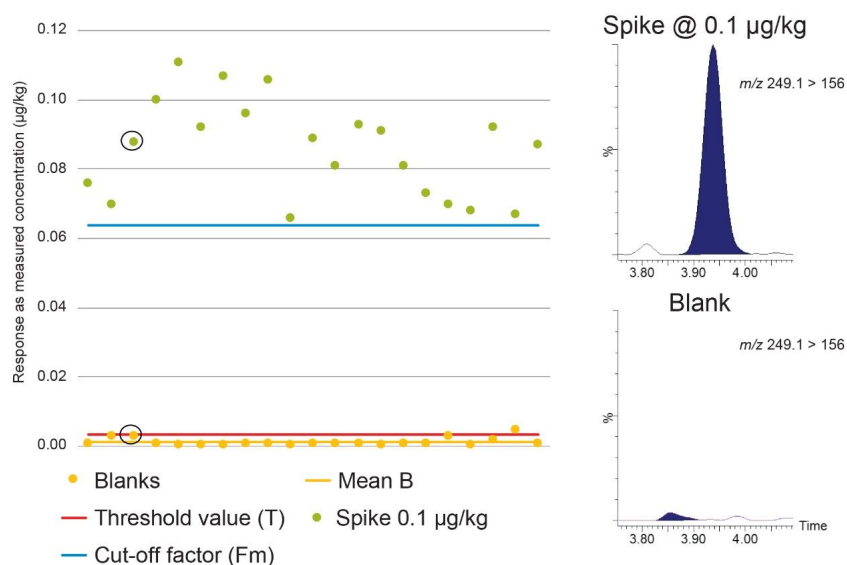 Response as measured concentration (µg/kg)
0.12
0.10
0.08
0.06
0.04
0.02
0.00
Blanks
Mean B
Threshold value (T)
Spike 0.1 µg/kg
Cut-off factor (Fm)
Spike @ 0.1 µg/kg
m/z 249.1 > 156
%
3.80 3.90 4.00
Blank
m/z 249.1 > 156
%
3.80 3.90 4.00
Time